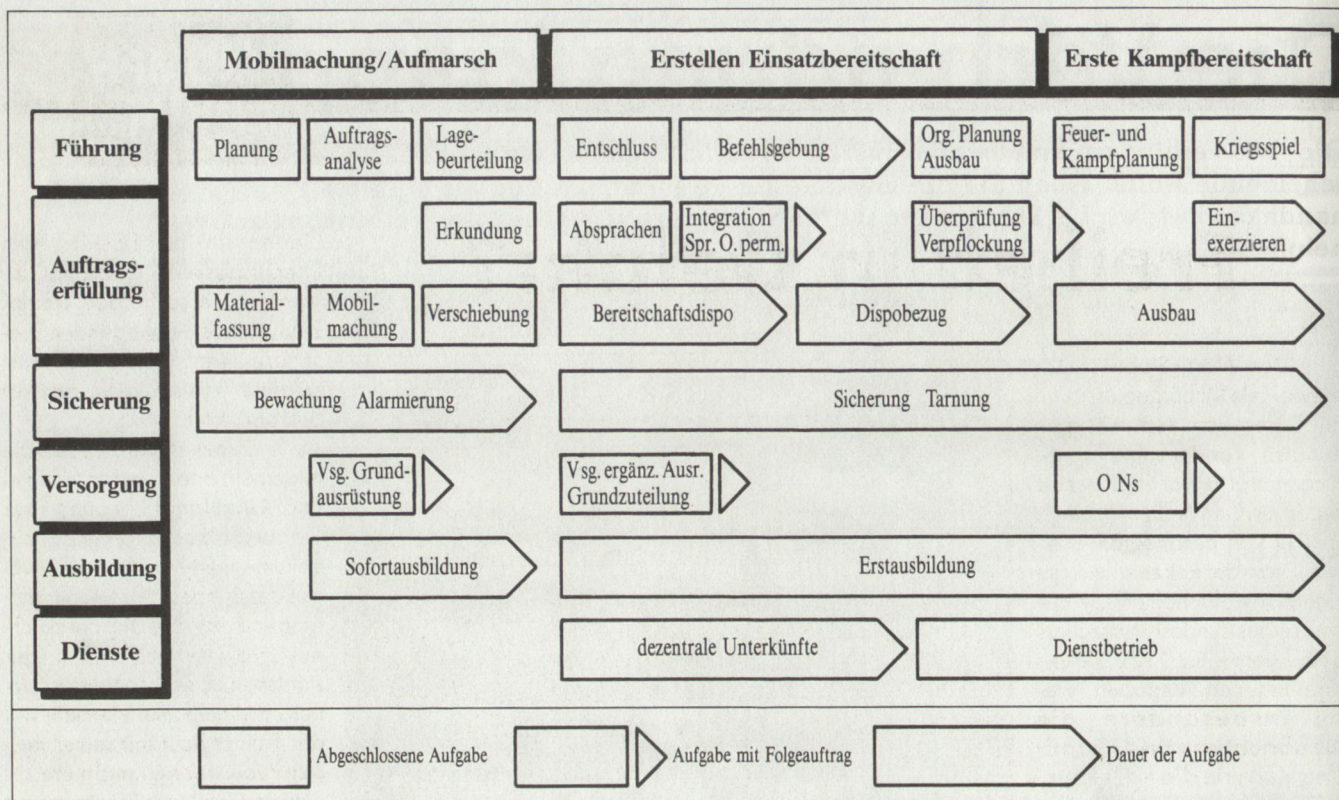 Mobilmachung/Aufmarsch
Erstellen Einsatzbereitschaft
Erste Kampfbereitschaft
Führung
Planung
Auftrags-
analyse
Lage-
beurteilung
Entschluss
Befehlsgebung
Org. Planung
Ausbau
Feuer- und
Kampfplanung
Kriegsspiel
Auftrags-
erfüllung
Erkundung
Absprachen
Integration
Spr. O. perm.
Überprüfung
Verpflockung
Ein-
exerzieren
Material-
fassung
Mobil-
machung
Verschiebung
Bereitschaftsdispo
Dispobezug
Ausbau
Sicherung
Bewachung Alarmierung
Sicherung Tarnung
Versorgung
Vsg. Grund-
ausrüstung
Vsg. ergänz. Ausr.
Grundzuteilung
O Ns
Ausbildung
Sofortausbildung
Erstausbildung
Dienste
dezentrale Unterkünfte
Dienstbetrieb
Abgeschlossene Aufgabe
Aufgabe mit Folgeauftrag
Dauer der Aufgabe